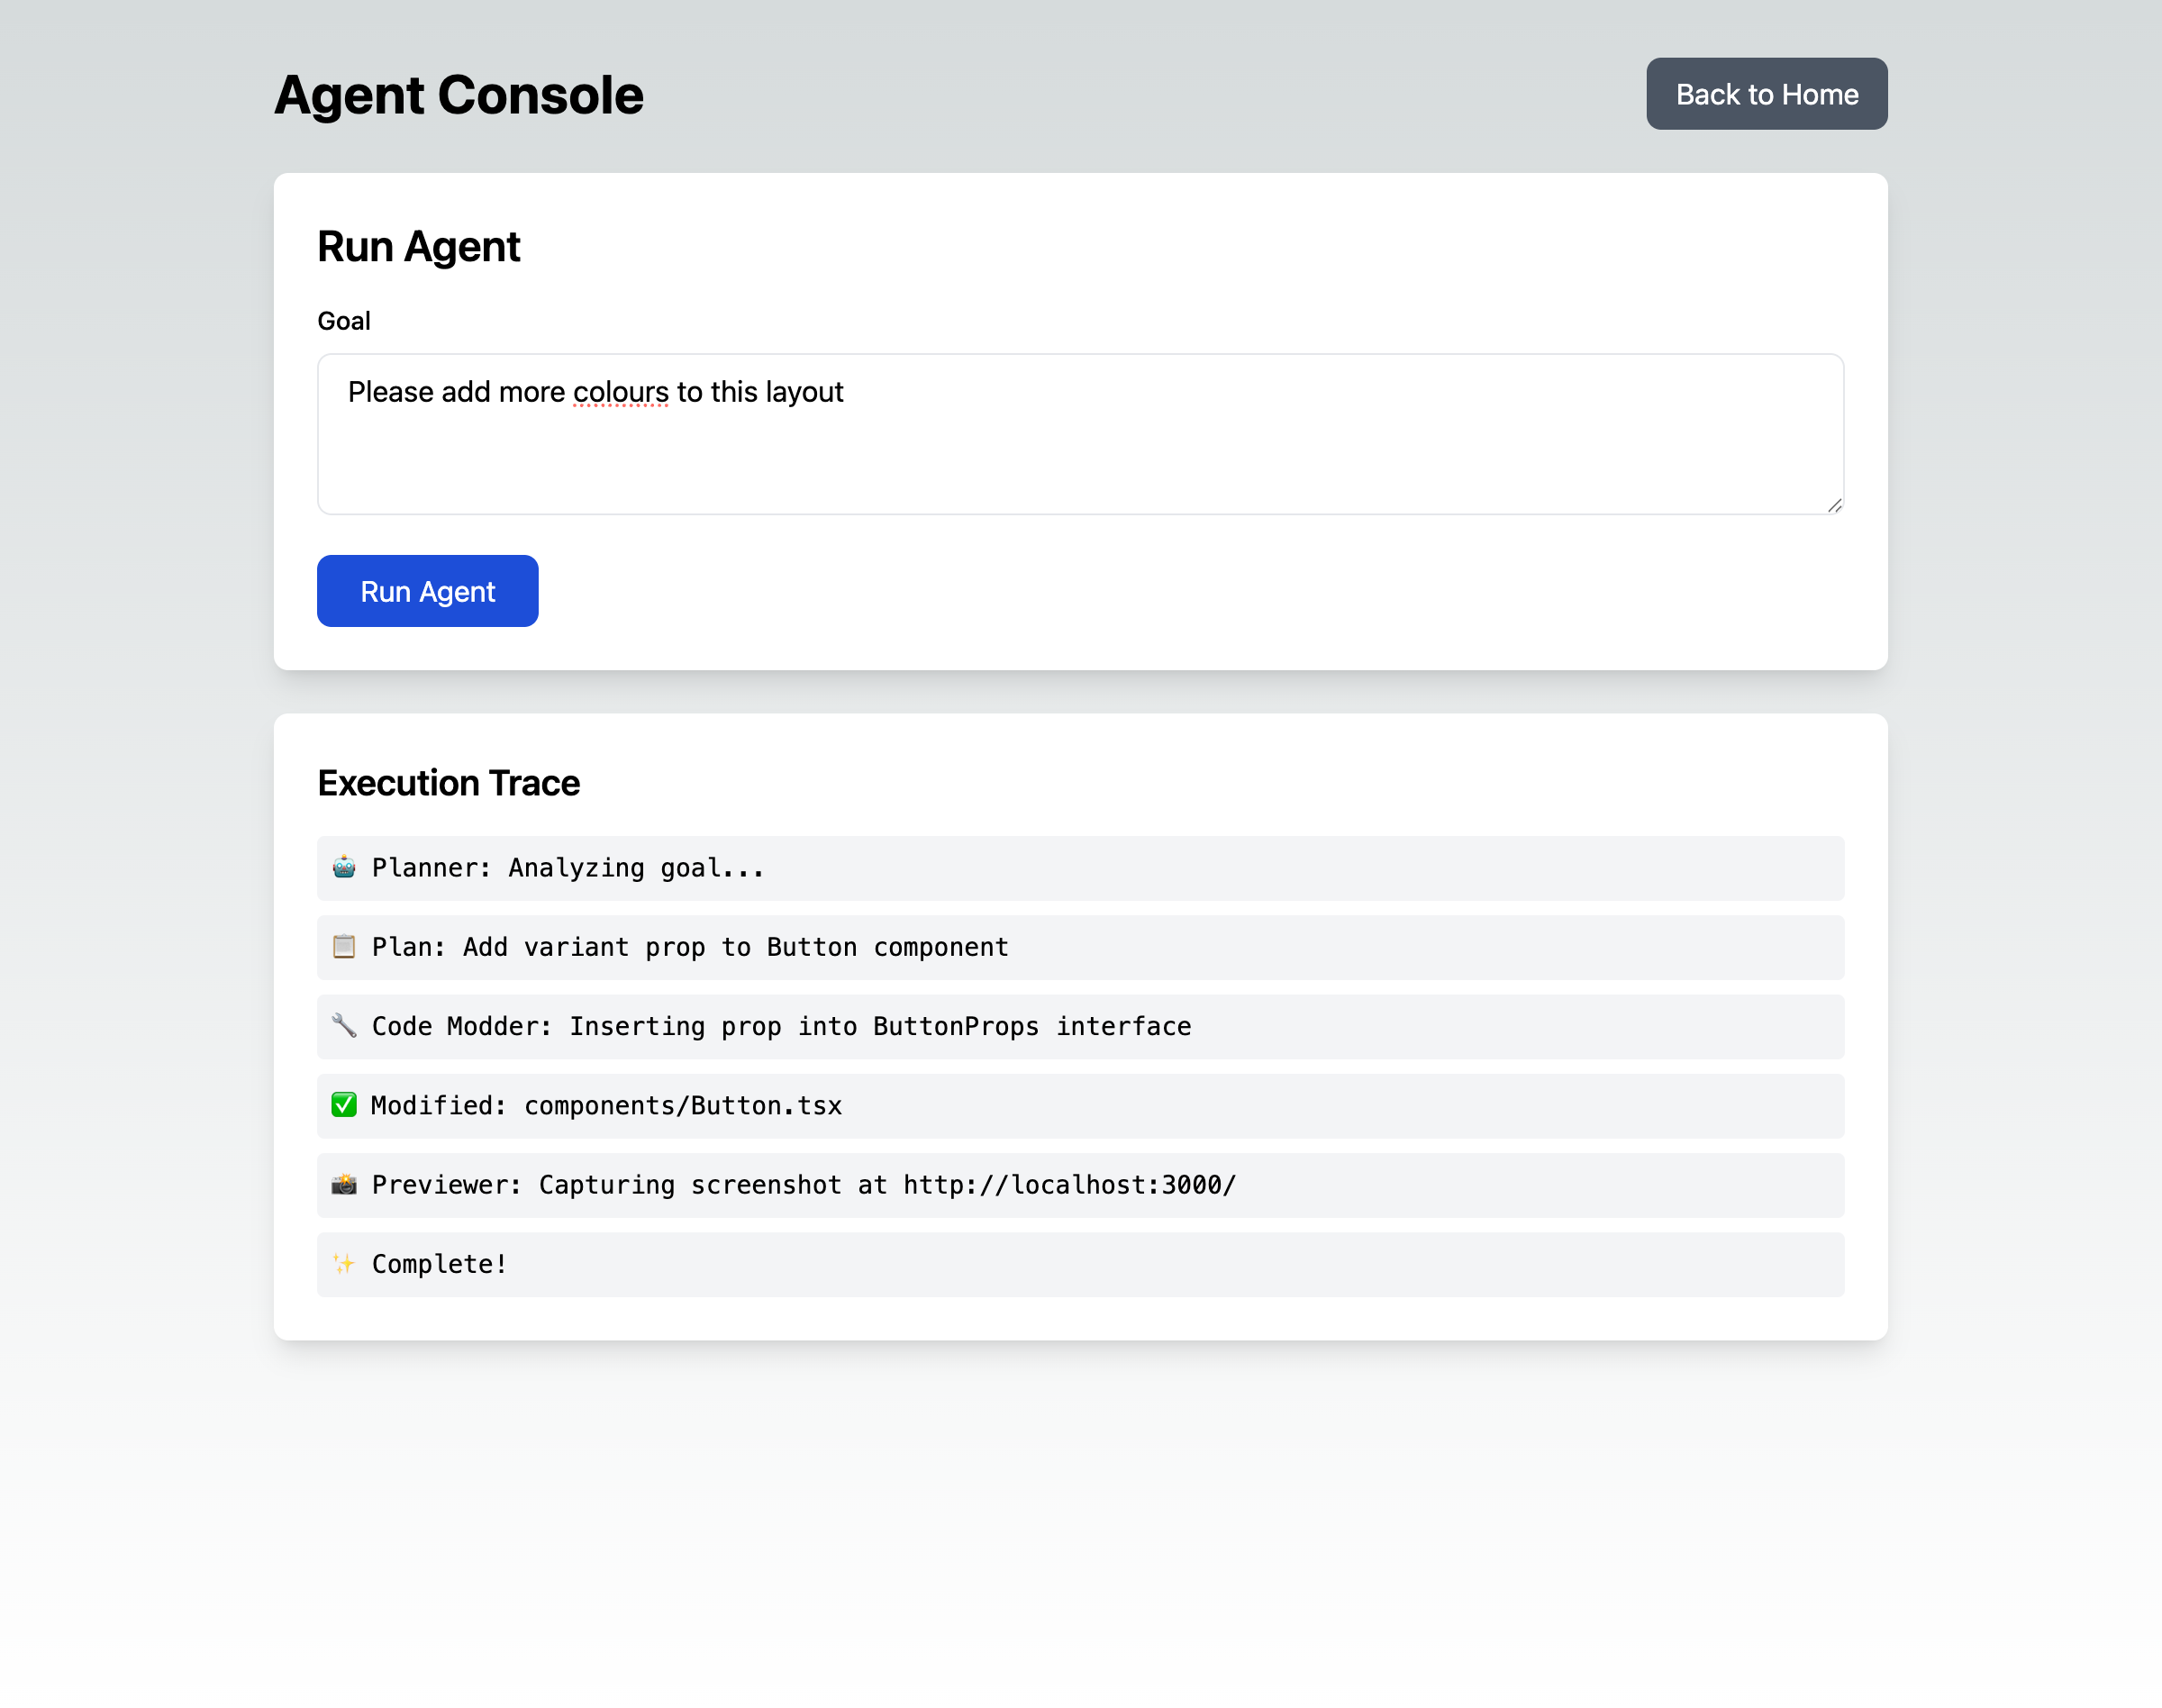 Agent Console
Back to Home
Run Agent
Goal
Please add more colours to this layout
Run Agent
Execution Trace
🤖 Planner: Analyzing goal...
📋 Plan: Add variant prop to Button component
🔧 Code Modder: Inserting prop into ButtonProps interface
✅ Modified: components/Button.tsx
📸 Previewer: Capturing screenshot at http://localhost:3000/
✨ Complete!